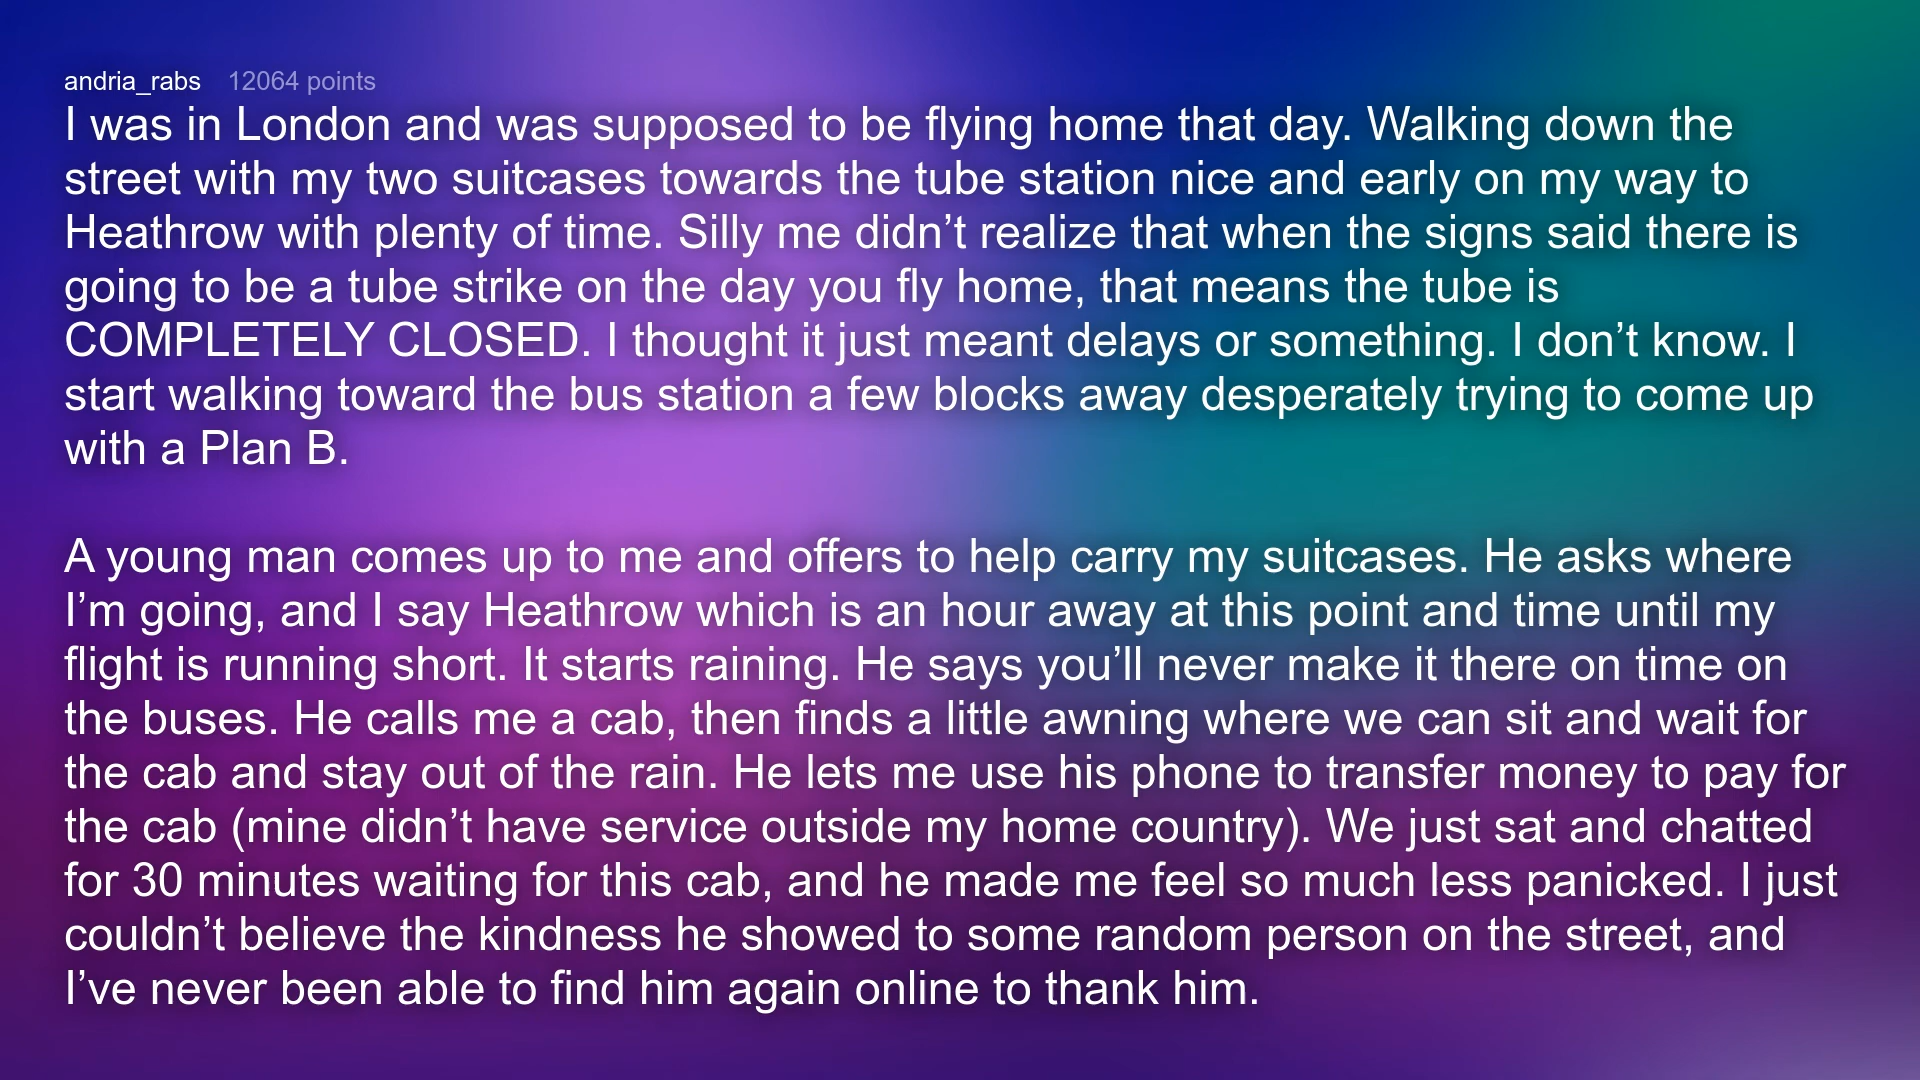 andria_rabs 12064 points
I was in London and was supposed to be flying home that day. Walking down the
street with my two suitcases towards the tube station nice and early on my way to
Heathrow with plenty of time. Silly me didn’t realize that when the signs said there is
going to be a tube strike on the day you fly home, that means the tube is
COMPLETELY CLOSED. I thought it just meant delays or something. I don’t know. I
start walking toward the bus station a few blocks away desperately trying to come up
with a Plan B.
A young man comes up to me and offers to help carry my suitcases. He asks where
I’m going, and I say Heathrow which is an hour away at this point and time until my
flight is running short. It starts raining. He says you’ll never make it there on time on
the buses. He calls me a cab, then finds a little awning where we can sit and wait for
the cab and stay out of the rain. He lets me use his phone to transfer money to pay for
the cab (mine didn’t have service outside my home country). We just sat and chatted
for 30 minutes waiting for this cab, and he made me feel so much less panicked. I just
couldn’t believe the kindness he showed to some random person on the street, and
I’ve never been able to find him again online to thank him.